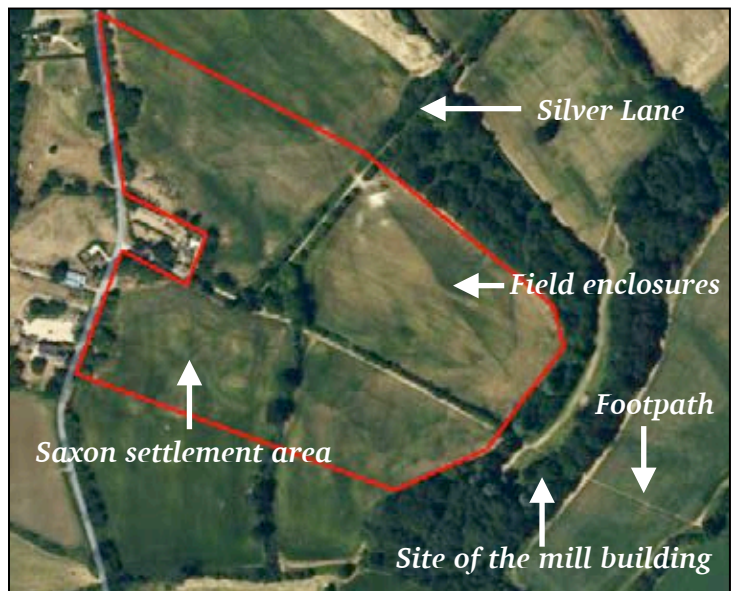 Silver Lane
Field enclosures
Footpath
Saxon settlement area
Site of the mill building